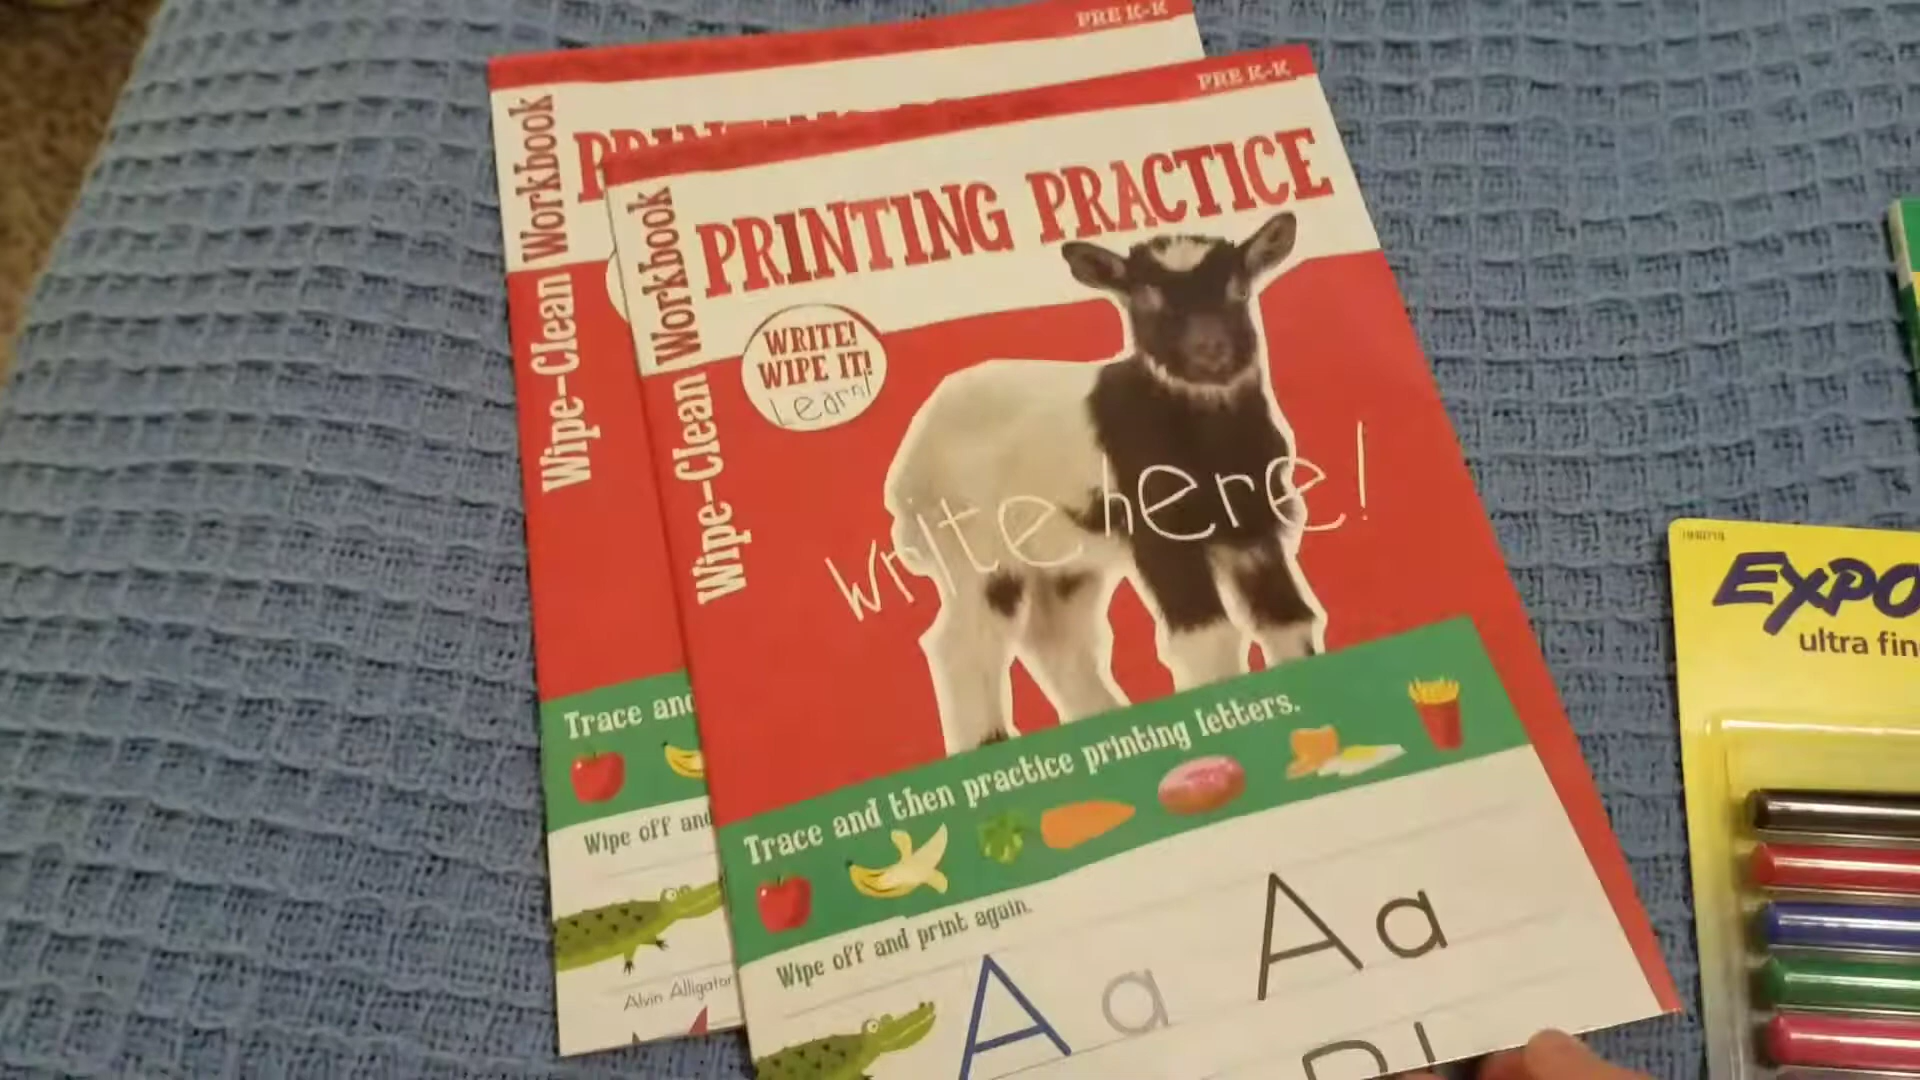 PRE K-K
Wipe-Clean Workbook
PRE K-K
PRINTING PRACTICE
Wipe-Clean Workbook
WRITE!
WIPE IT!
Learn!
write here!
Trace and
Wipe off and
Alvin Alligator
Trace and then practice printing letters.
Wipe off and print again.
A a A a
EXPO
ultra fin